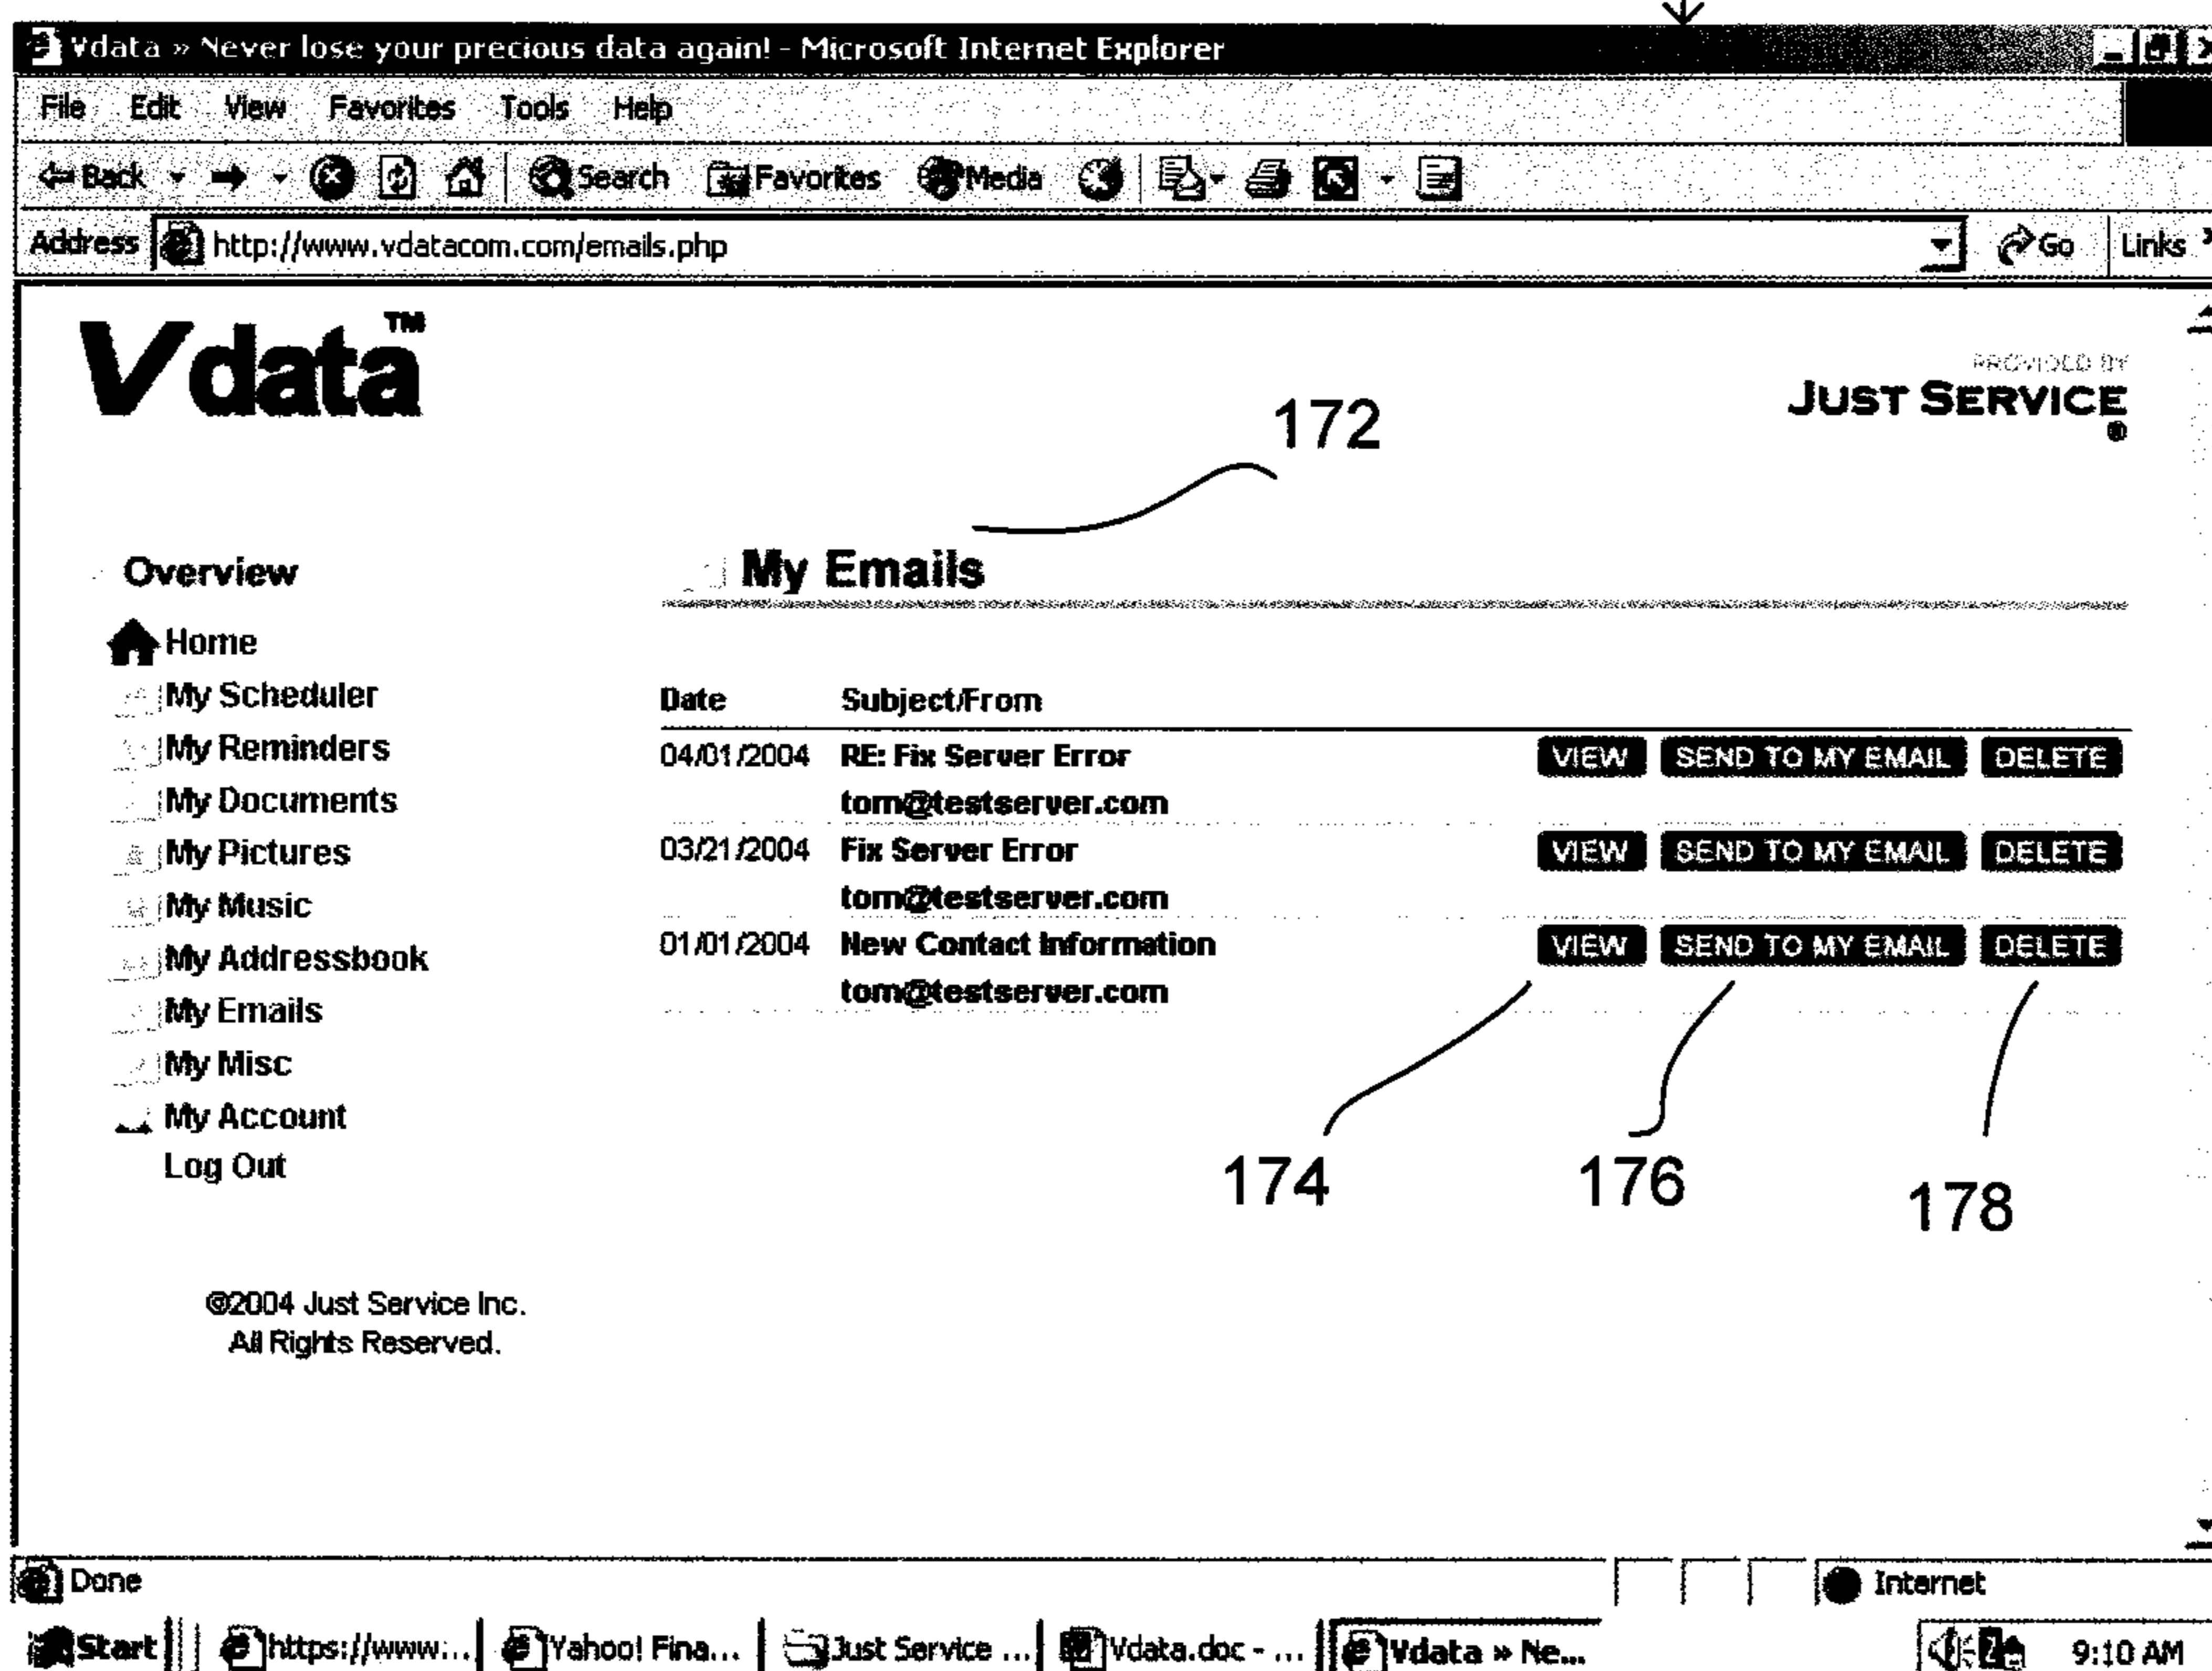 Vdata » Never lose your precious data again! - Microsoft Internet Explorer
File Edit View Favorites Tools Help
Back Search Favorites Media
Address http://www.vdatacom.com/emails.php Go Links
Vdata™
PROVIDED BY
JUST SERVICE
®
172
Overview
My Emails
Home
My Scheduler
My Reminders
My Documents
My Pictures
My Music
My Addressbook
My Emails
My Misc
My Account
Log Out
Date Subject/From
04/01/2004 RE: Fix Server Error VIEW SEND TO MY EMAIL DELETE
tom@testserver.com
03/21/2004 Fix Server Error VIEW SEND TO MY EMAIL DELETE
tom@testserver.com
01/01/2004 New Contact Information VIEW SEND TO MY EMAIL DELETE
tom@testserver.com
174 176 178
©2004 Just Service Inc.
All Rights Reserved.
Done Internet
Start https://www.... Yahoo! Fina... Just Service ... Vdata.doc - ... Vdata » Ne... 9:10 AM